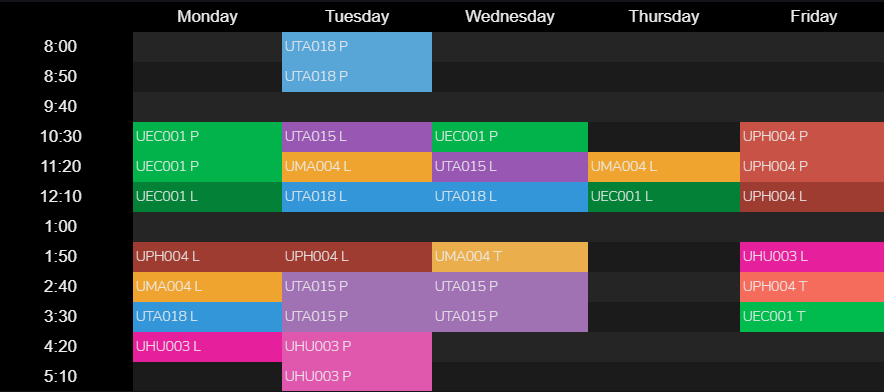 Monday Tuesday Wednesday Thursday Friday
8:00 UTA018 P
8:50 UTA018 P
9:40
10:30 UEC001 P UTA015 L UEC001 P UPH004 P
11:20 UEC001 P UMA004 L UTA015 L UMA004 L UPH004 P
12:10 UEC001 L UTA018 L UTA018 L UEC001 L UPH004 L
1:00
1:50 UPH004 L UPH004 L UMA004 T UHU003 L
2:40 UMA004 L UTA015 P UTA015 P UPH004 T
3:30 UTA018 L UTA015 P UTA015 P UEC001 T
4:20 UHU003 L UHU003 P
5:10 UHU003 P